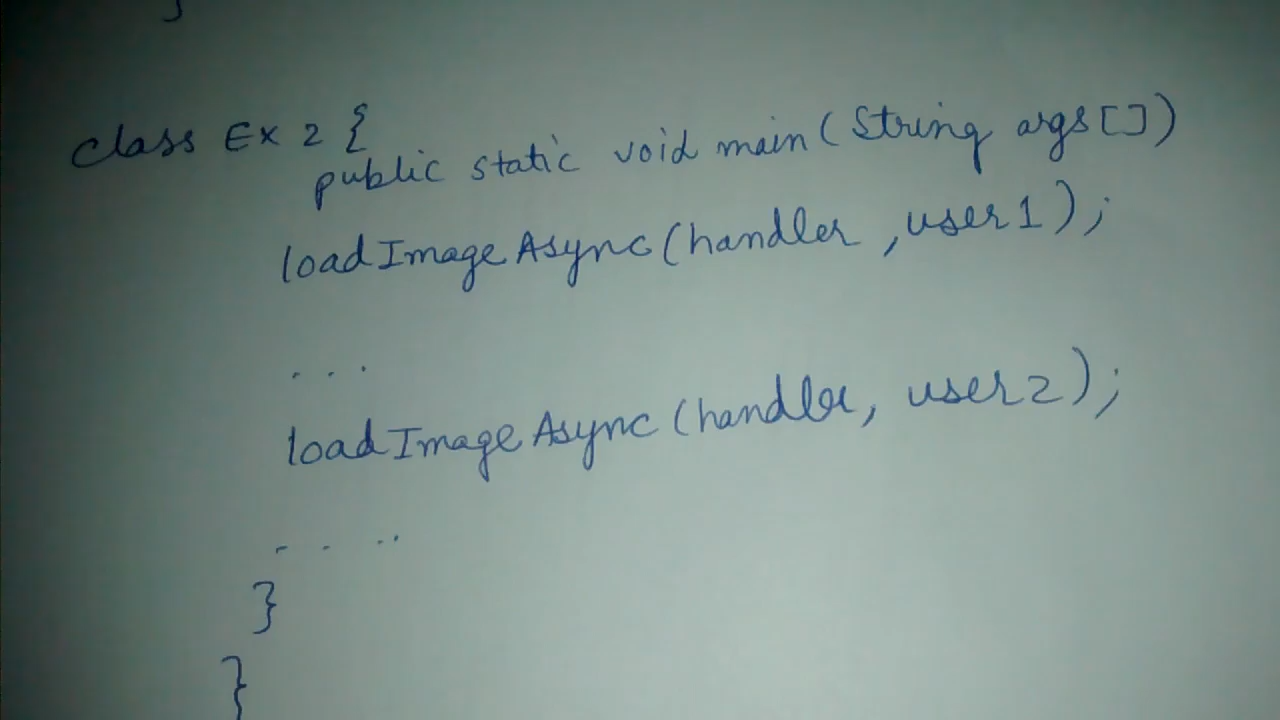 }
class Ex 2 {
public static void main(String args[])
loadImageAsync(handler ,user1);
...
loadImageAsync(handler, user2);
....
}
}